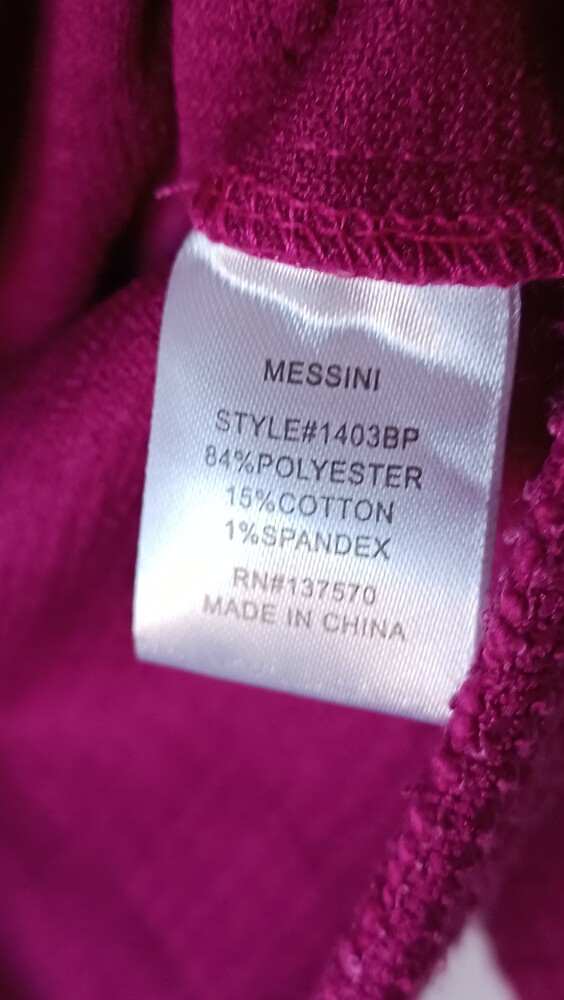 MESSINI
STYLE#1403BP
84%POLYESTER
15%COTTON
1%SPANDEX
RN#137570
MADE IN CHINA